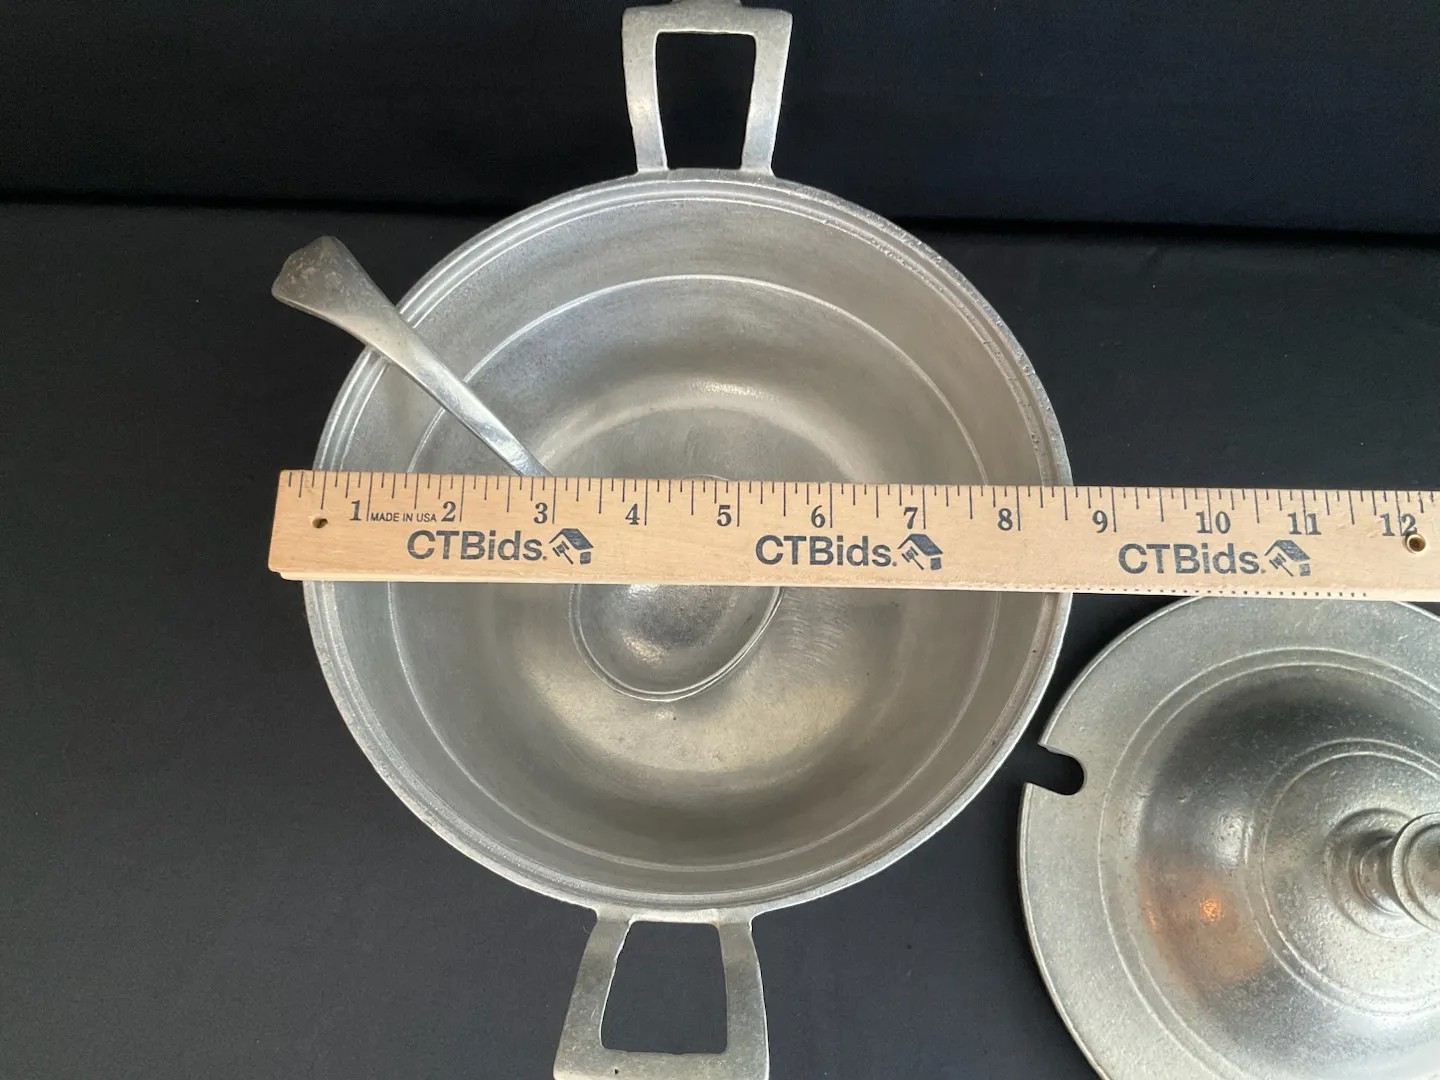 1 MADE IN USA 2 3 4 5 6 7 8 9 10 11 12
CTBids. CTBids. CTBids.